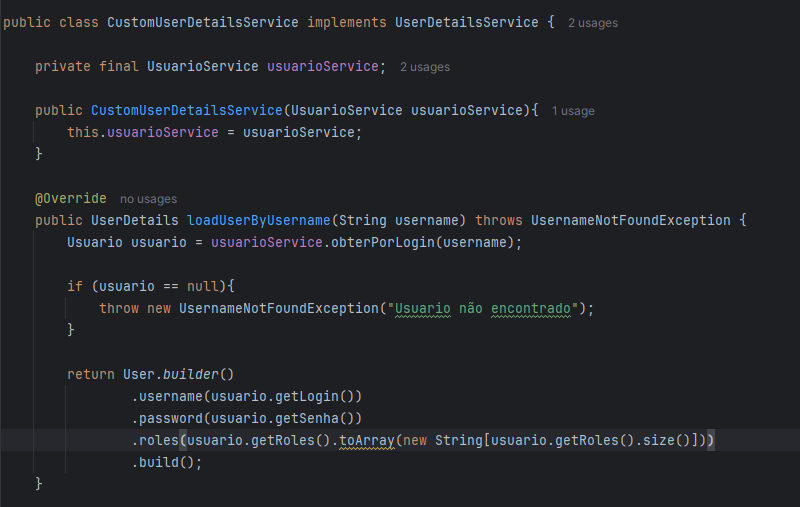 public class CustomUserDetailsService implements UserDetailsService { 2 usages
private final UsuarioService usuarioService; 2 usages
public CustomUserDetailsService(UsuarioService usuarioService){ 1 usage
this.usuarioService = usuarioService;
}
@Override no usages
public UserDetails loadUserByUsername(String username) throws UsernameNotFoundException {
Usuario usuario = usuarioService.obterPorLogin(username);
if (usuario == null){
throw new UsernameNotFoundException("Usuario não encontrado");
}
return User.builder()
.username(usuario.getLogin())
.password(usuario.getSenha())
.roles(usuario.getRoles().toArray(new String[usuario.getRoles().size()]))
.build();
}